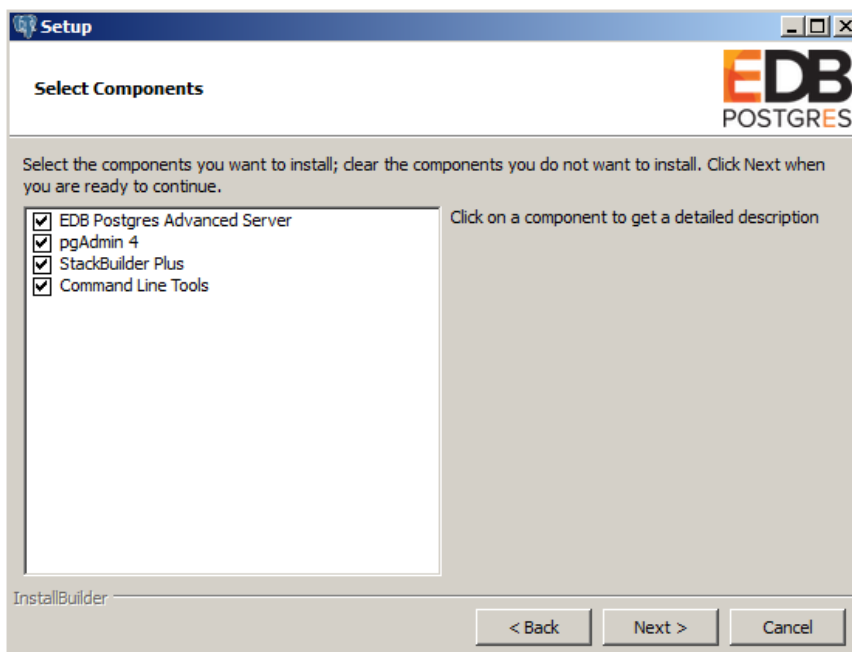 Setup
Select Components
EDB
POSTGRES
Select the components you want to install; clear the components you do not want to install. Click Next when
you are ready to continue.
EDB Postgres Advanced Server
pgAdmin 4
StackBuilder Plus
Command Line Tools
Click on a component to get a detailed description
InstallBuilder
< Back
Next >
Cancel